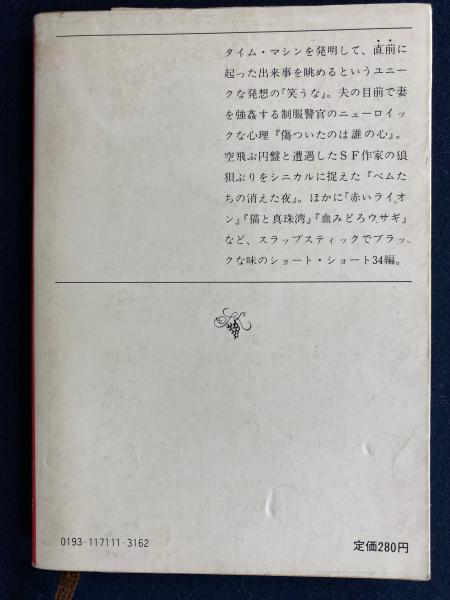 タイム・マシンを発明して、直前に
起った出来事を眺めるというユニー
クな発想の『笑うな』。夫の目前で妻
を強姦する制服警官のニューロイッ
クな心理『傷ついたのは誰の心』。
空飛ぶ円盤と遭遇したＳＦ作家の狼
狽ぶりをシニカルに捉えた『ベムた
ちの消えた夜』。ほかに『赤いライオ
ン』『猫と真珠湾』『血みどろウサギ』
など、スラップスティックでブラッ
クな味のショート・ショート34編。
0193-117111-3162
定価280円